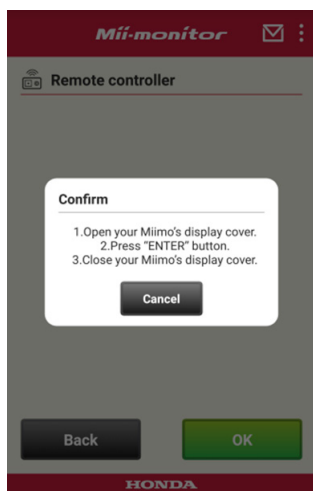 Mii-monitor
Remote controller
Confirm
1.Open your Miimo's display cover.
2.Press "ENTER" button.
3.Close your Miimo's display cover.
Cancel
Back
OK
HONDA